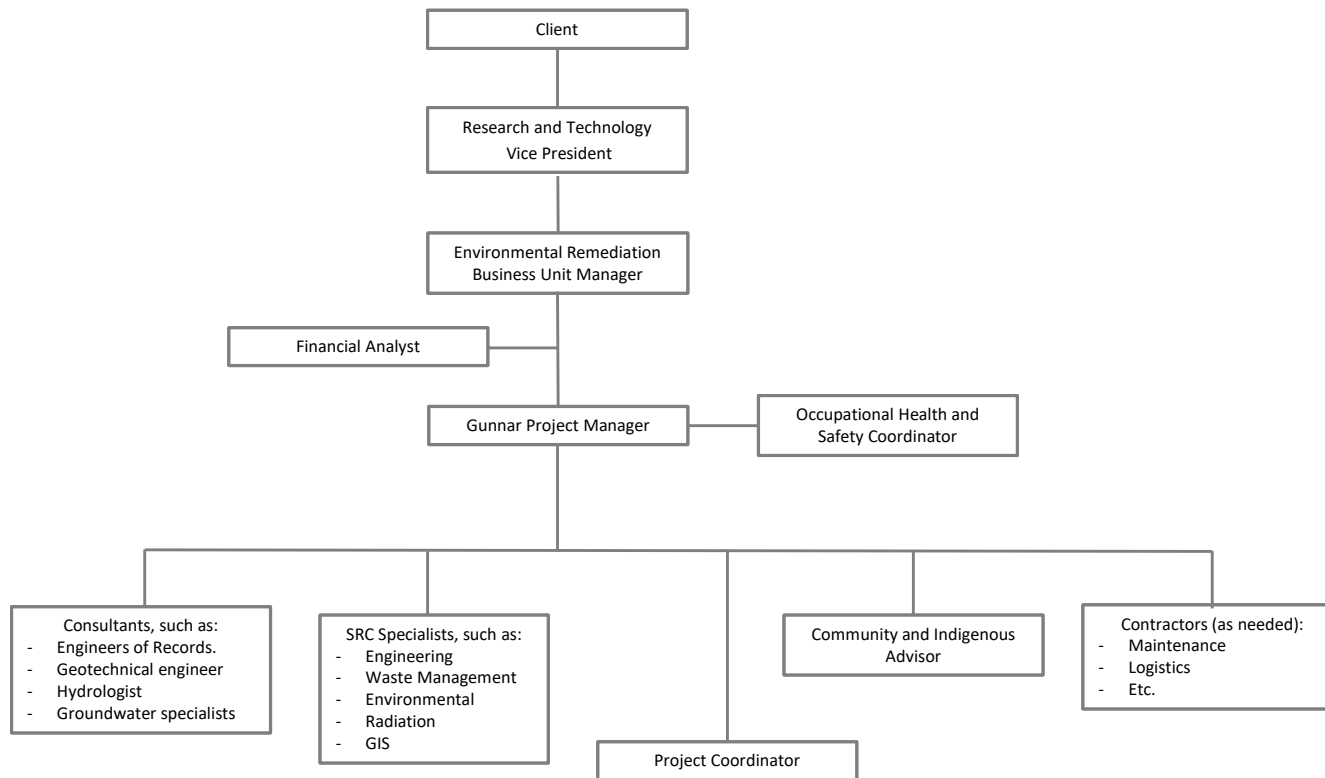 Client
Research and Technology
Vice President
Environmental Remediation
Business Unit Manager
Financial Analyst
Gunnar Project Manager
Occupational Health and
Safety Coordinator
Consultants, such as:
- Engineers of Records.
- Geotechnical engineer
- Hydrologist
- Groundwater specialists
SRC Specialists, such as:
- Engineering
- Waste Management
- Environmental
- Radiation
- GIS
Project Coordinator
Community and Indigenous
Advisor
Contractors (as needed):
- Maintenance
- Logistics
- Etc.